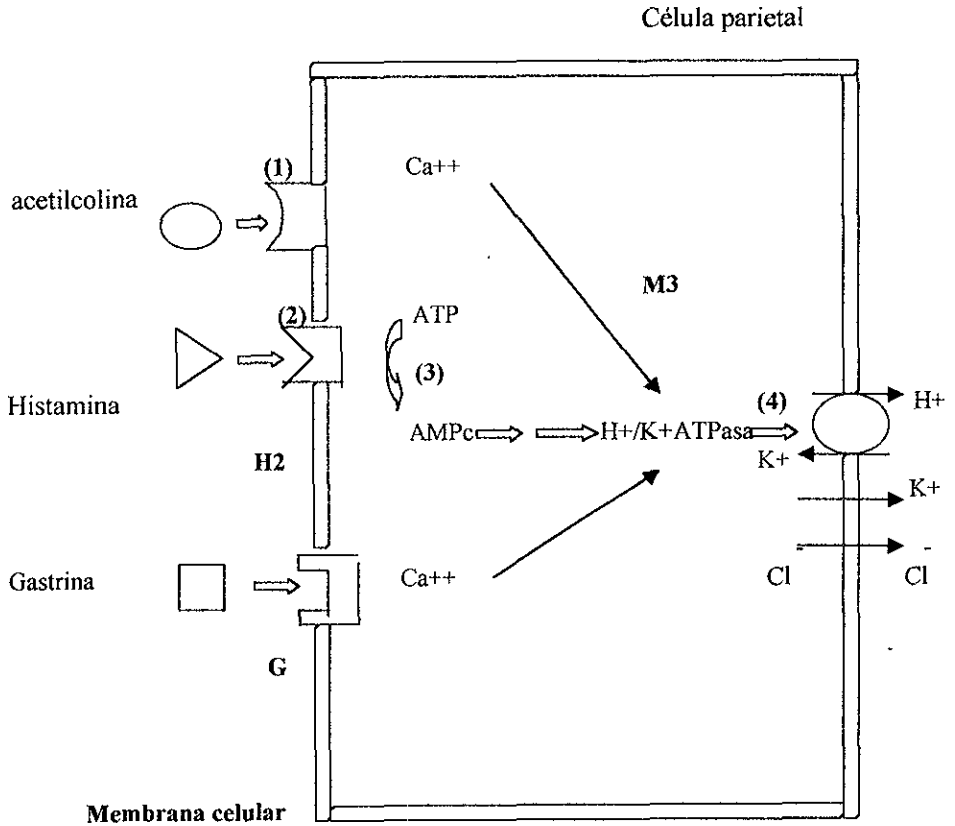 Célula parietal
(1)
Ca++
acetilcolina
M3
(2)
ATP
(3)
Histamina
(4)
H+
AMPc
H+/K+ATPasa
K+
H2
K+
- -
Cl Cl
Gastrina
Ca++
G
Membrana celular